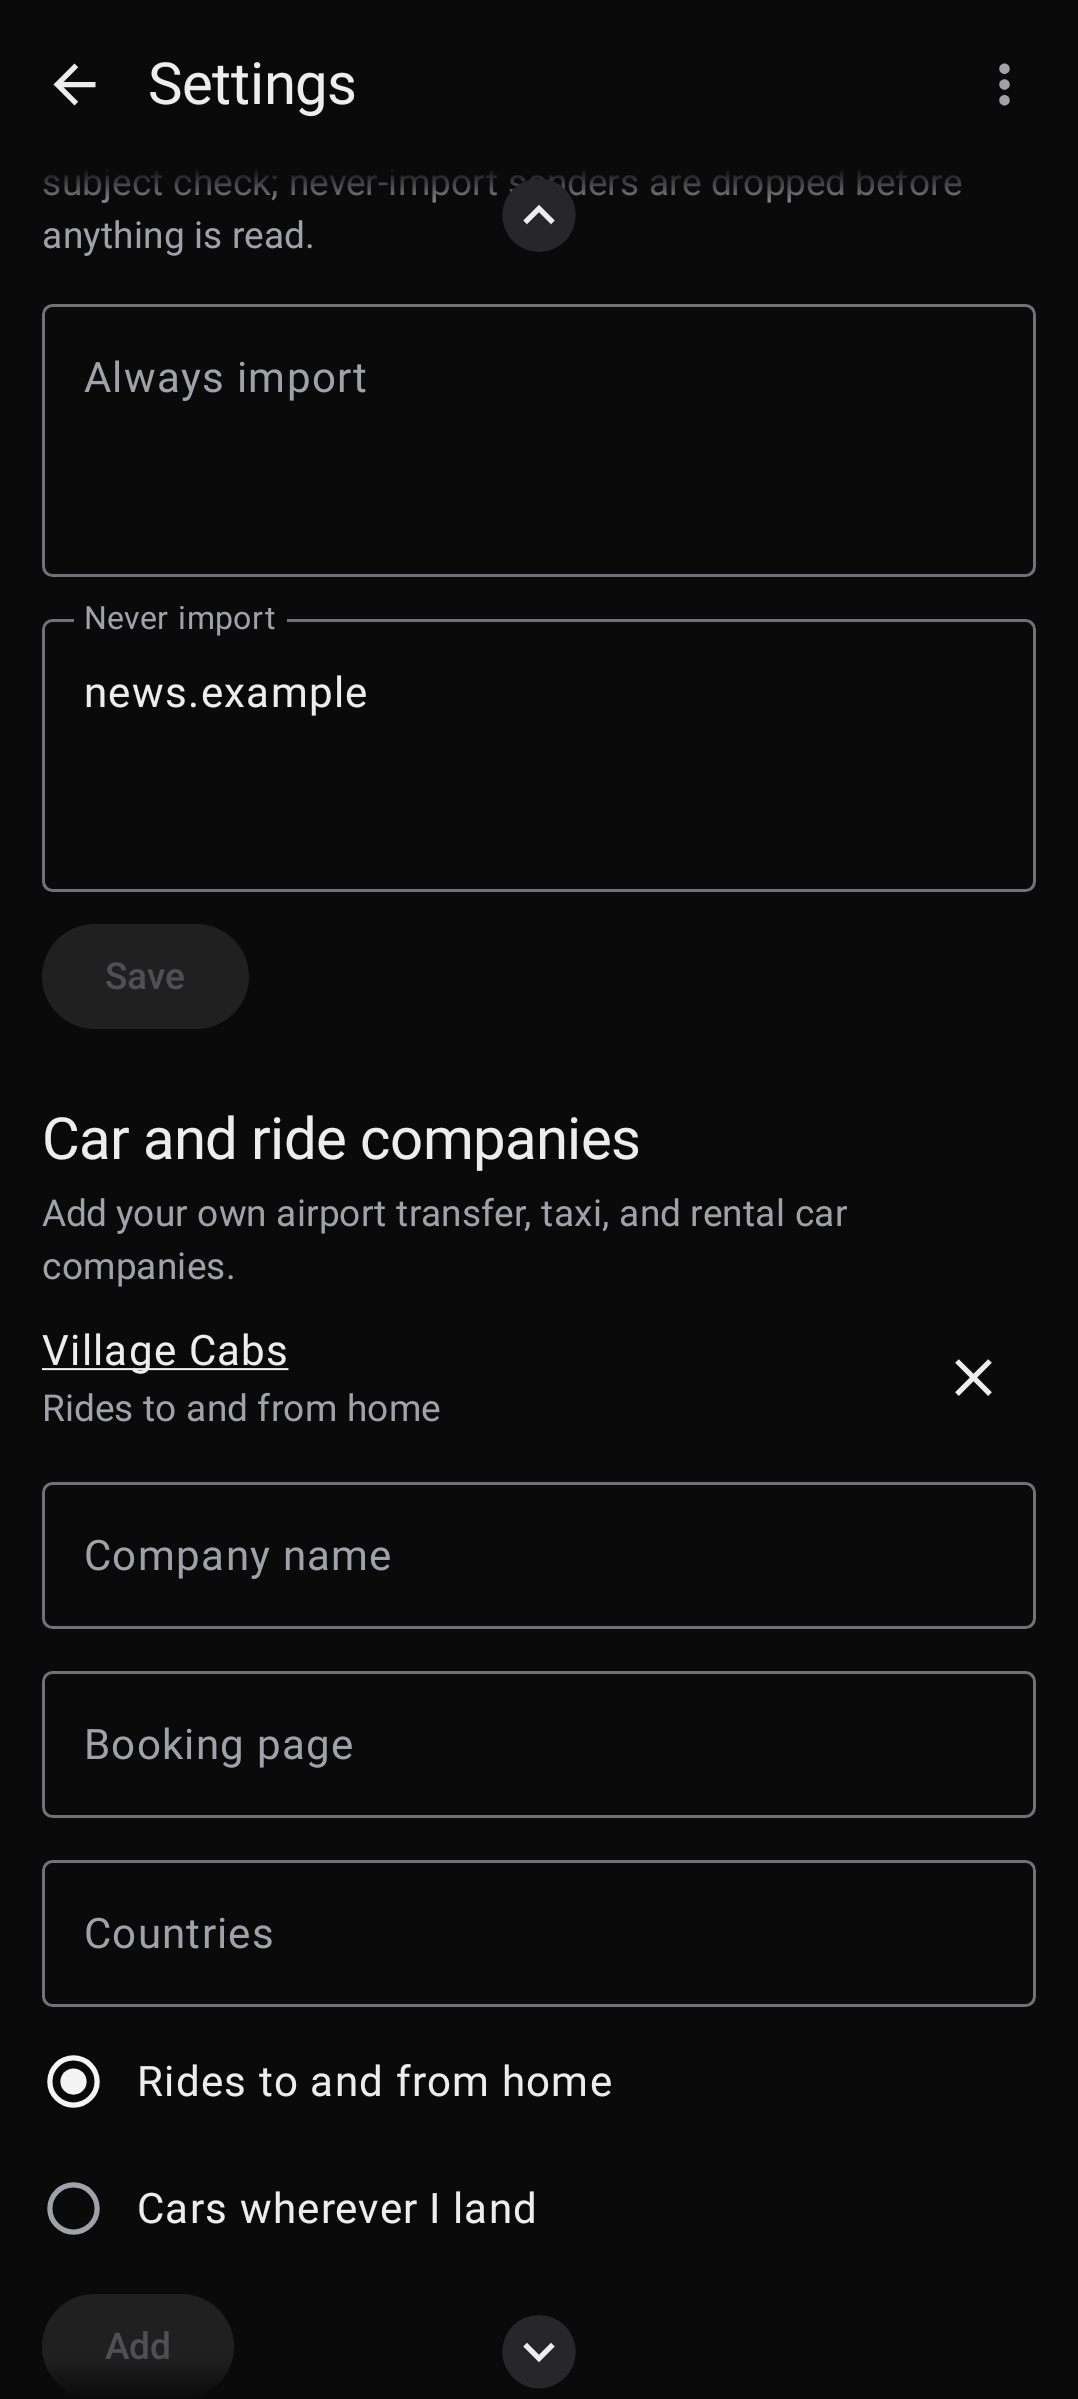 Settings
subject check; never-import senders are dropped before
anything is read.
Always import
Never import
news.example
Save
Car and ride companies
Add your own airport transfer, taxi, and rental car
companies.
Village Cabs
Rides to and from home
Company name
Booking page
Countries
Rides to and from home
Cars wherever I land
Add